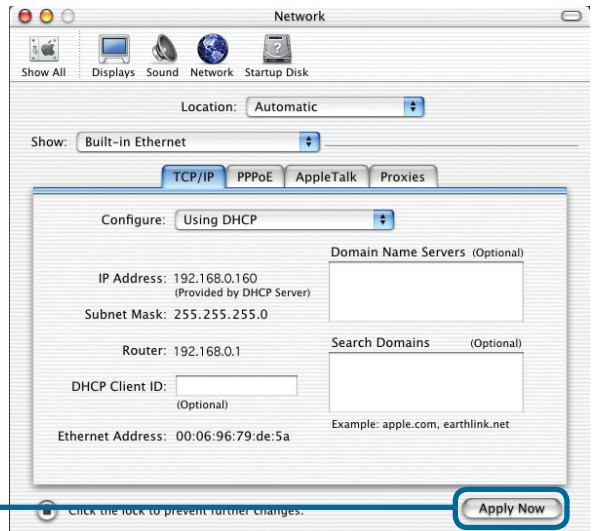 Network
Show All Displays Sound Network Startup Disk
Location: Automatic
Show: Built-in Ethernet
TCP/IP PPPoE AppleTalk Proxies
Configure: Using DHCP
Domain Name Servers (Optional)
IP Address: 192.168.0.160
(Provided by DHCP Server)
Subnet Mask: 255.255.255.0
Search Domains (Optional)
Router: 192.168.0.1
DHCP Client ID:
(Optional)
Example: apple.com, earthlink.net
Ethernet Address: 00:06:96:79:de:5a
Click the lock to prevent further changes.
Apply Now